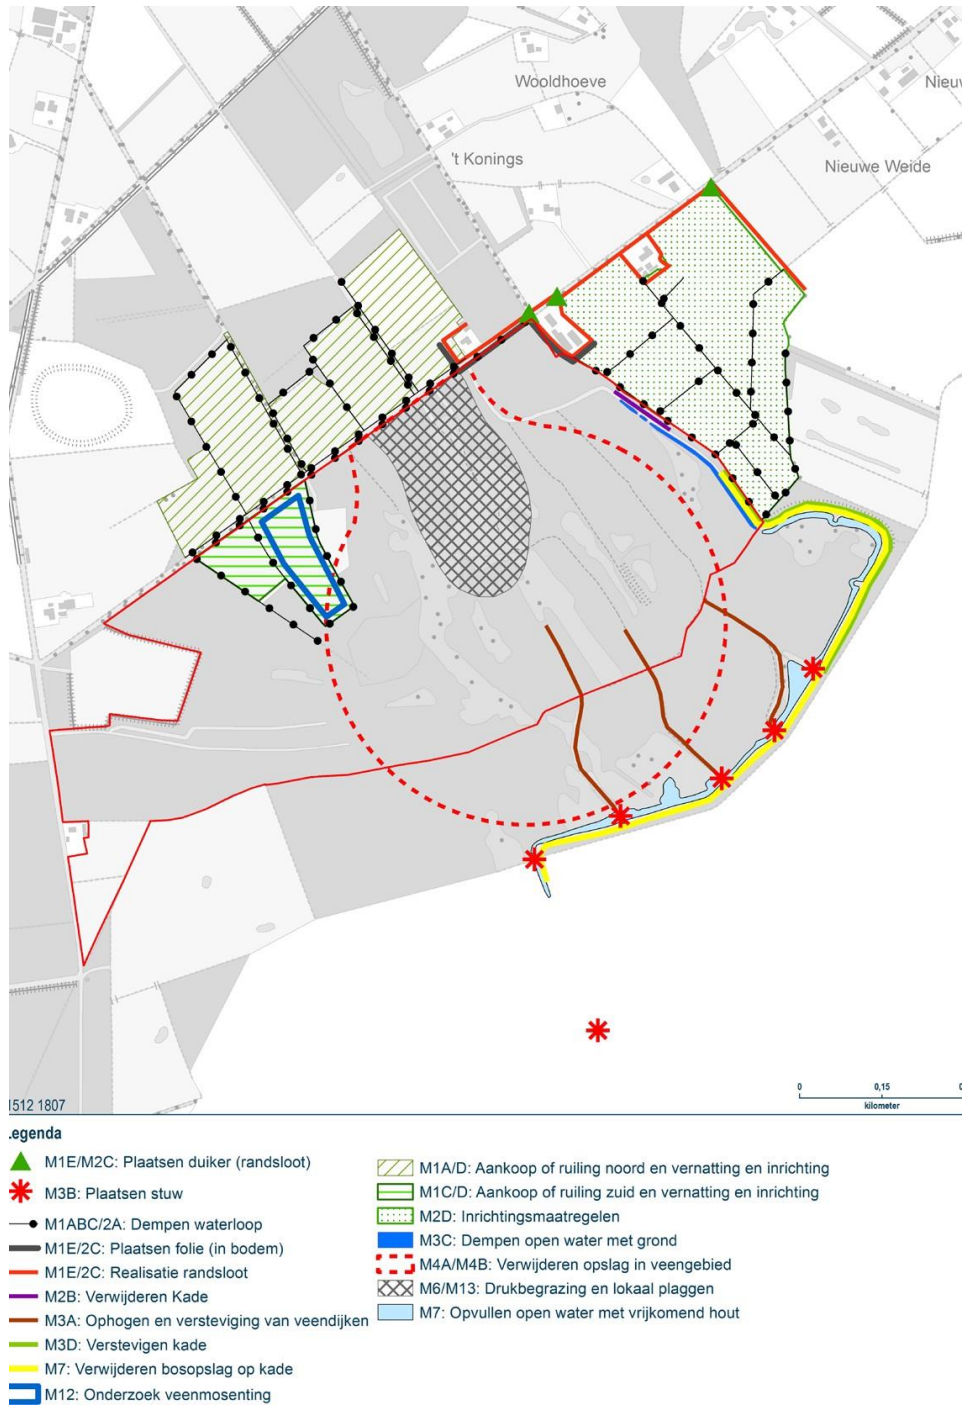 Wooldhoeve
Nieuw
't Konings
Nieuwe Weide
1512 1807
0 0,15 0
kilometer
Legenda
M1E/M2C: Plaatsen duiker (randsloot)
M3B: Plaatsen stuw
M1ABC/2A: Dempen waterloop
M1E/2C: Plaatsen folie (in bodem)
M1E/2C: Realisatie randsloot
M2B: Verwijderen Kade
M3A: Ophogen en versteviging van veendijken
M3D: Verstevigen kade
M7: Verwijderen bosopslag op kade
M12: Onderzoek veenmosenting
M1A/D: Aankoop of ruiling noord en vernatting en inrichting
M1C/D: Aankoop of ruiling zuid en vernatting en inrichting
M2D: Inrichtingsmaatregelen
M3C: Dempen open water met grond
M4A/M4B: Verwijderen opslag in veengebied
M6/M13: Drukbegrazing en lokaal plaggen
M7: Opvullen open water met vrijkomend hout